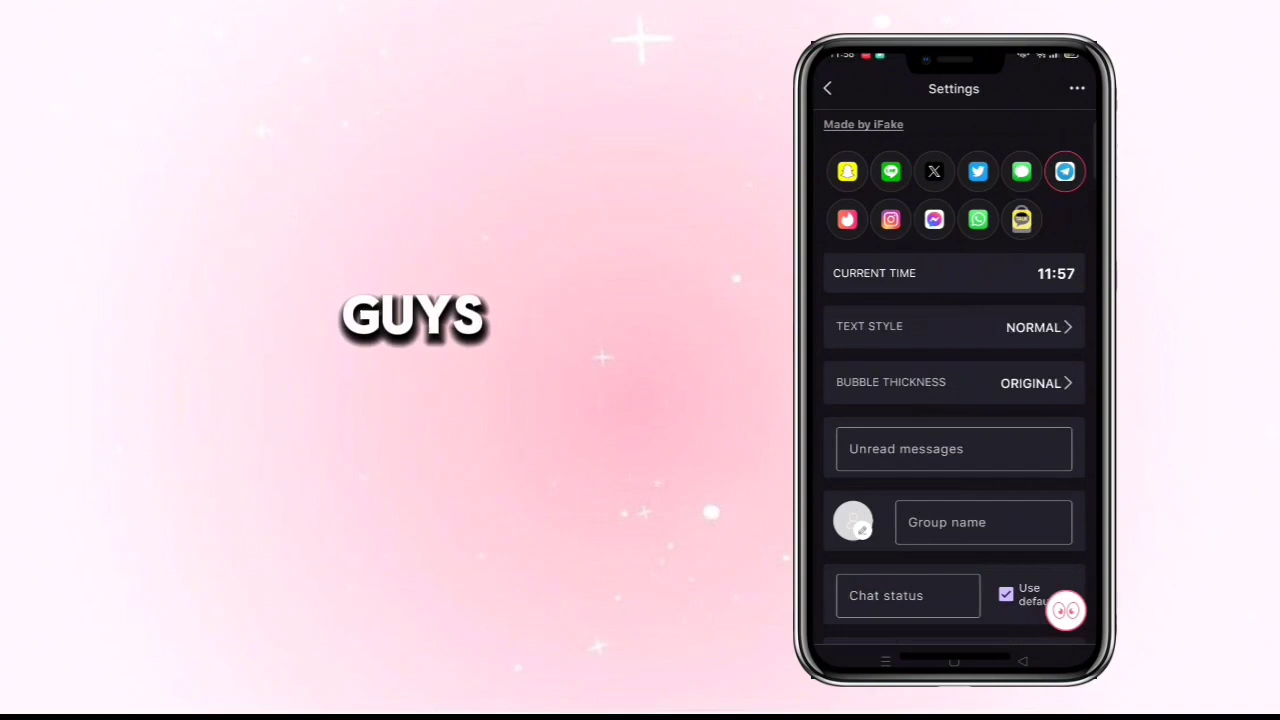 GUYS
Settings
Made by iFake
CURRENT TIME 11:57
TEXT STYLE NORMAL
BUBBLE THICKNESS ORIGINAL
Unread messages
Group name
Chat status
Use